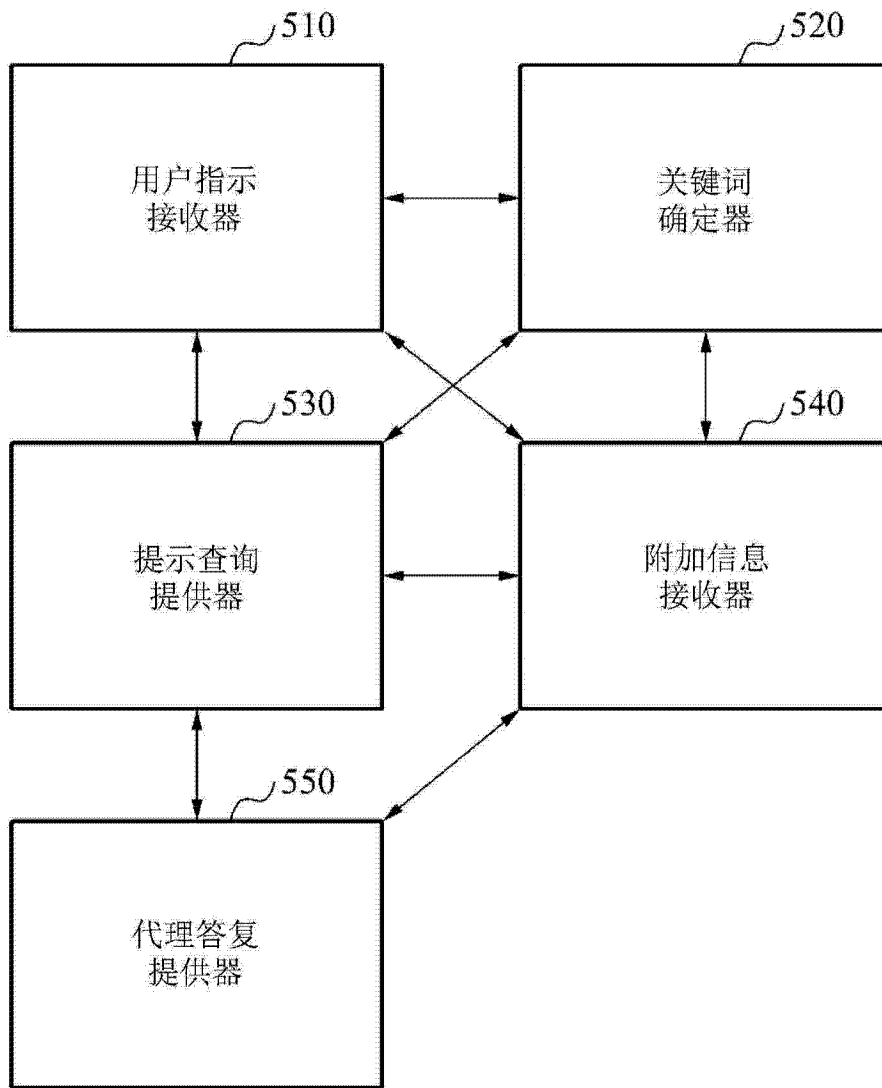 510
520
用户指示
接收器
关键词
确定器
530
540
提示查询
提供器
附加信息
接收器
550
代理答复
提供器